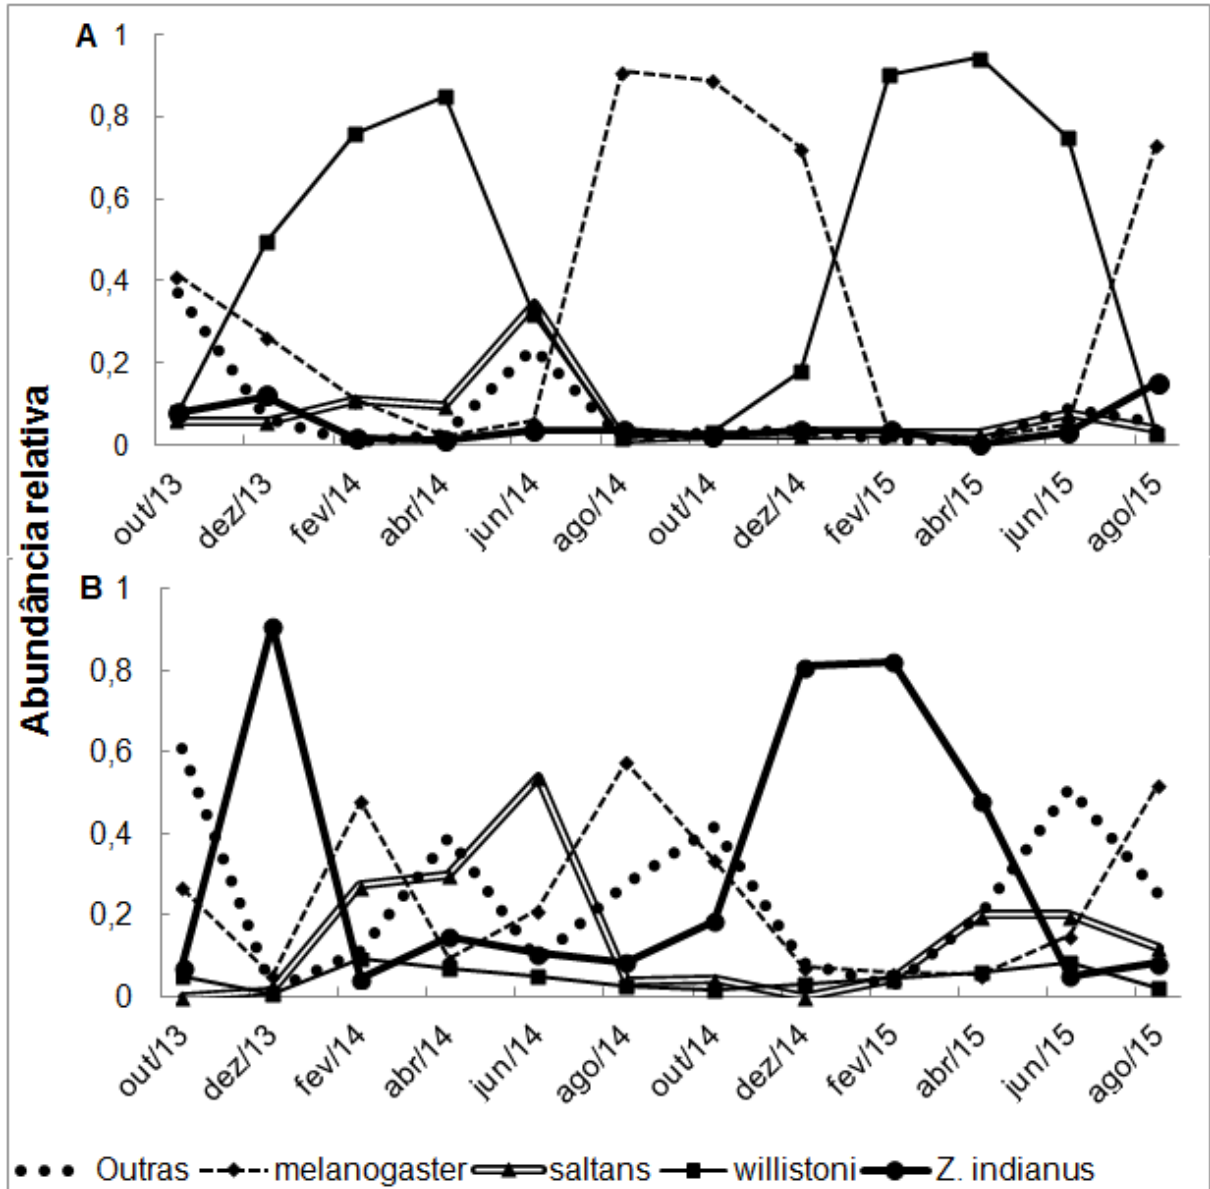 Abundância relativa
A
1
0,8
0,6
0,4
0,2
0
out/13 dez/13 fev/14 abr/14 jun/14 ago/14 out/14 dez/14 fev/15 abr/15 jun/15 ago/15
B
1
0,8
0,6
0,4
0,2
0
out/13 dez/13 fev/14 abr/14 jun/14 ago/14 out/14 dez/14 fev/15 abr/15 jun/15 ago/15
Outras melanogaster saltans willistoni Z. indianus